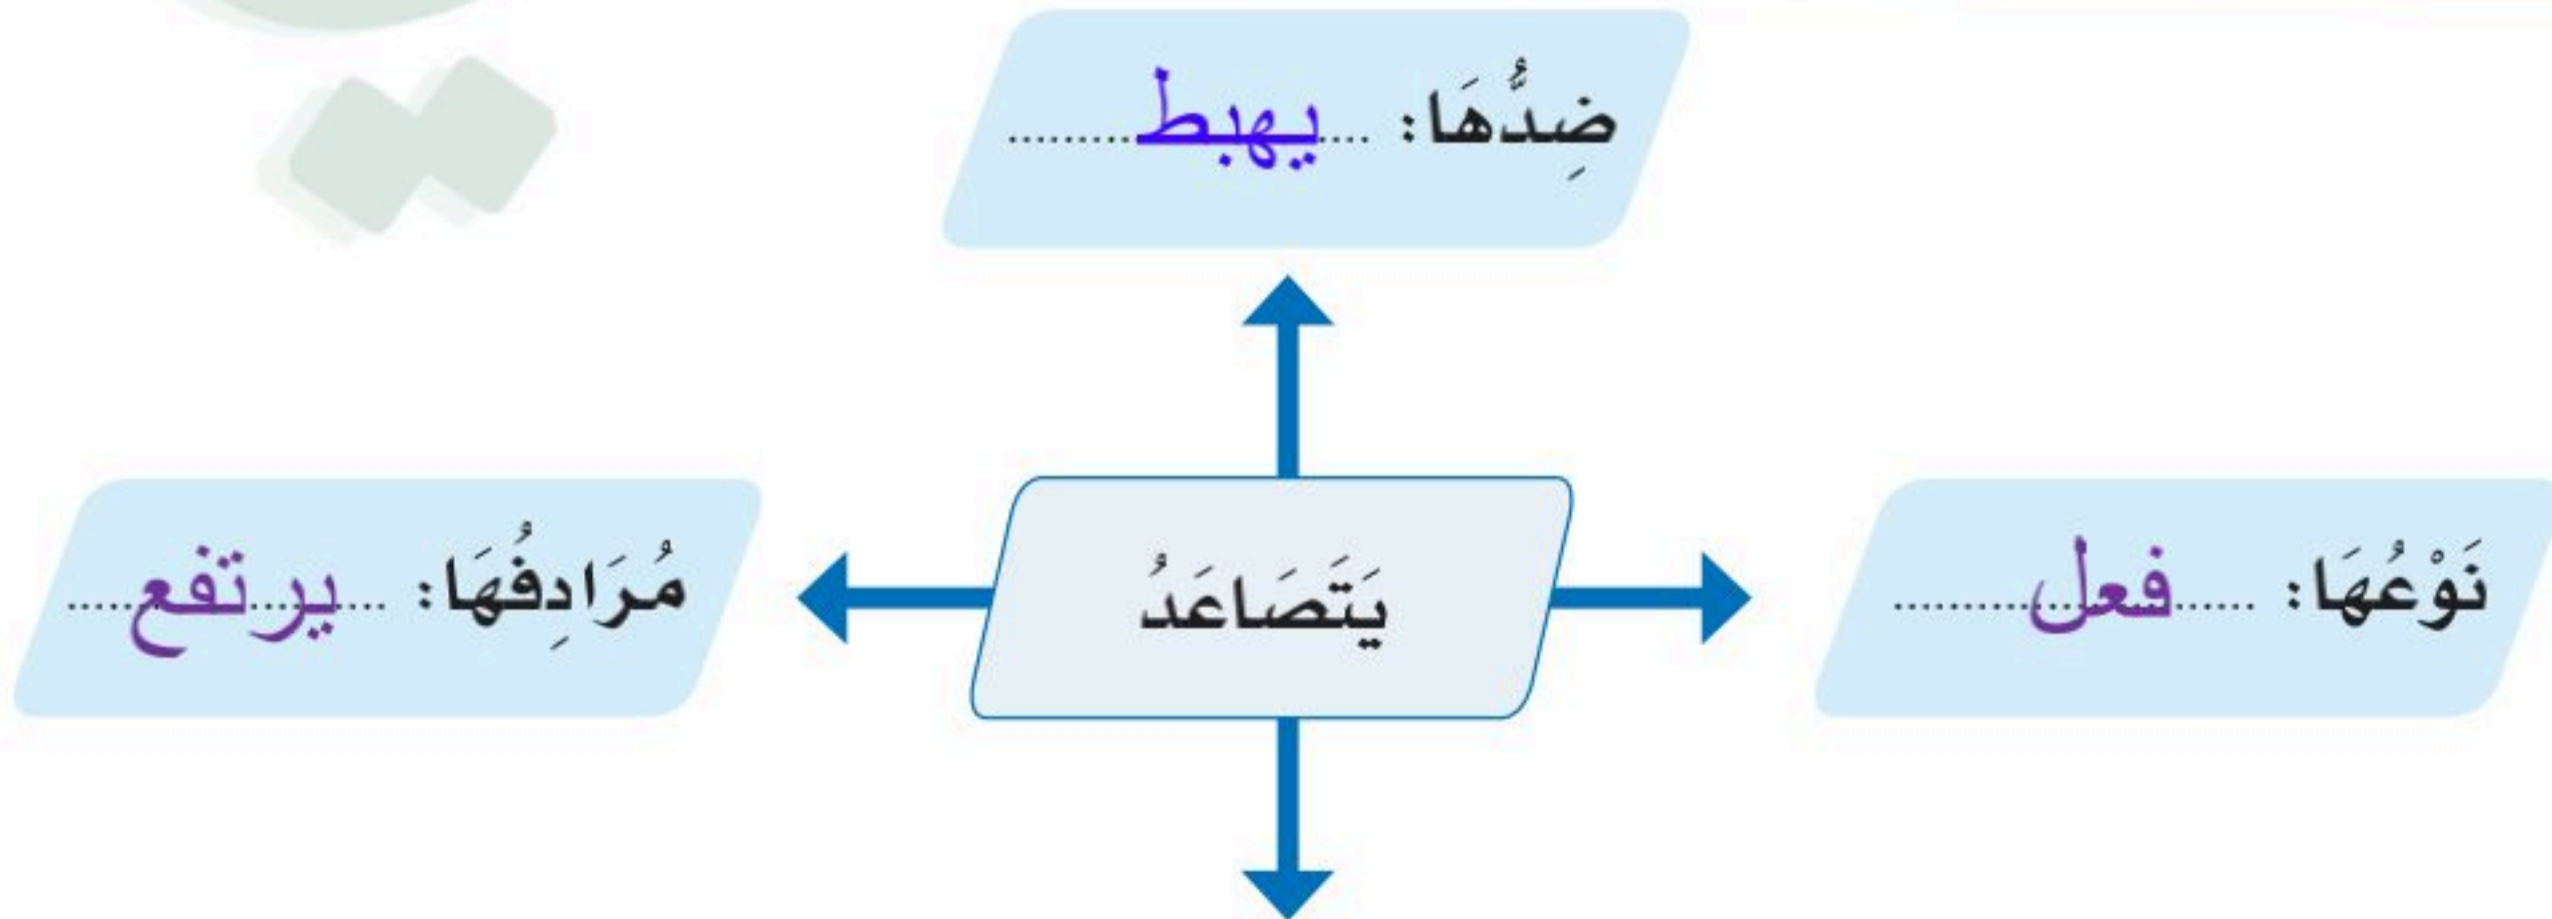 ضِدُّهَا: يهبط
نَوْعُهَا: فعل
يَتَصَاعَدُ
مُرَادِفُهَا: يرتفع